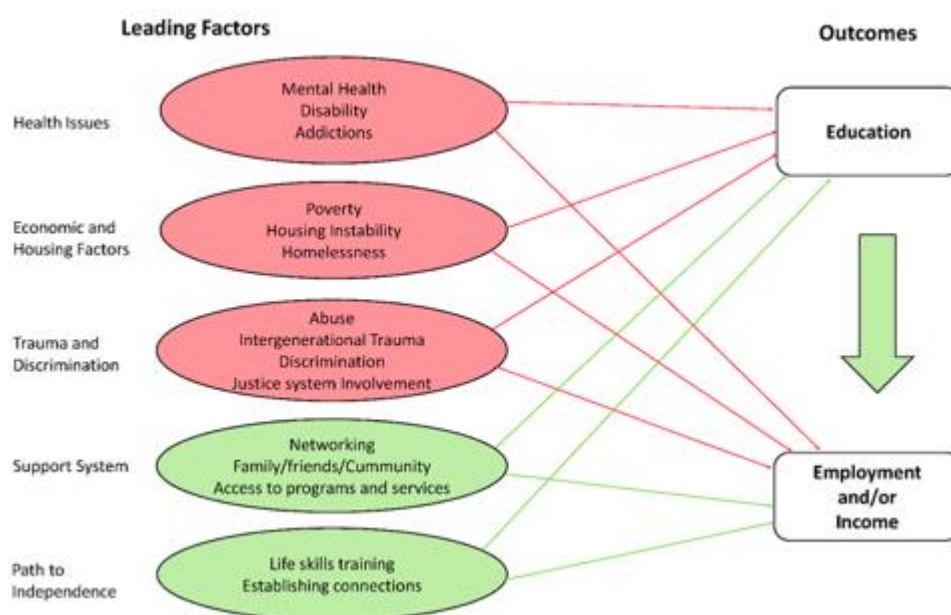 Leading Factors
Outcomes
Health Issues
Mental Health
Disability
Addictions
Education
Economic and
Housing Factors
Poverty
Housing Instability
Homelessness
Trauma and
Discrimination
Abuse
Intergenerational Trauma
Discrimination
Justice system Involvement
Support System
Networking
Family/friends/Cummunity
Access to programs and services
Employment
and/or
Income
Path to
Independence
Life skills training
Establishing connections